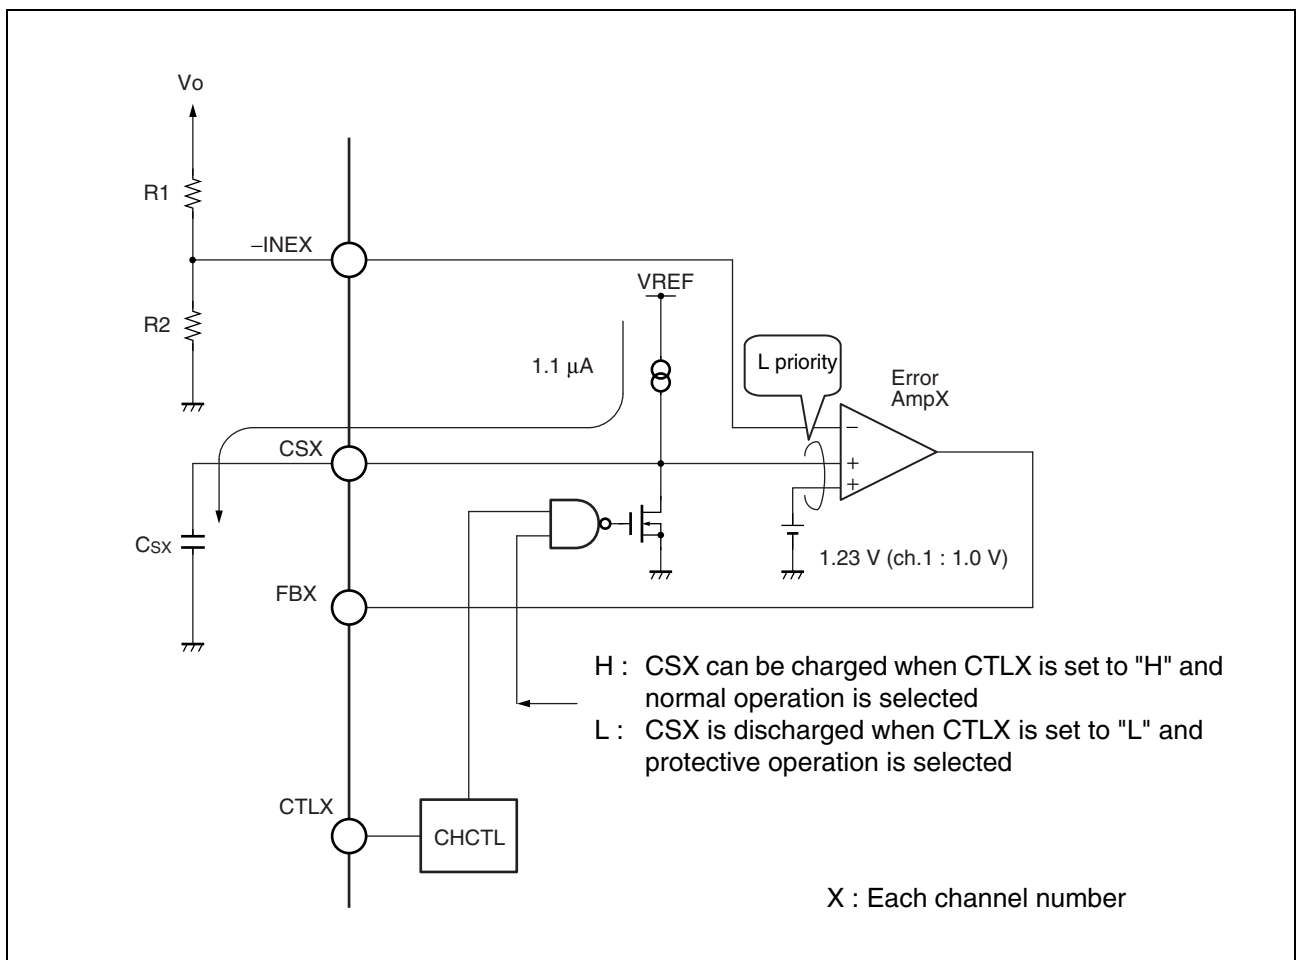 Vo
R1
–INEX
VREF
R2
1.1 μA
L priority
Error
AmpX
−
CSX
+
+
CSX
1.23 V (ch.1 : 1.0 V)
FBX
H : CSX can be charged when CTLX is set to "H" and
normal operation is selected
L : CSX is discharged when CTLX is set to "L" and
protective operation is selected
CTLX
CHCTL
X : Each channel number